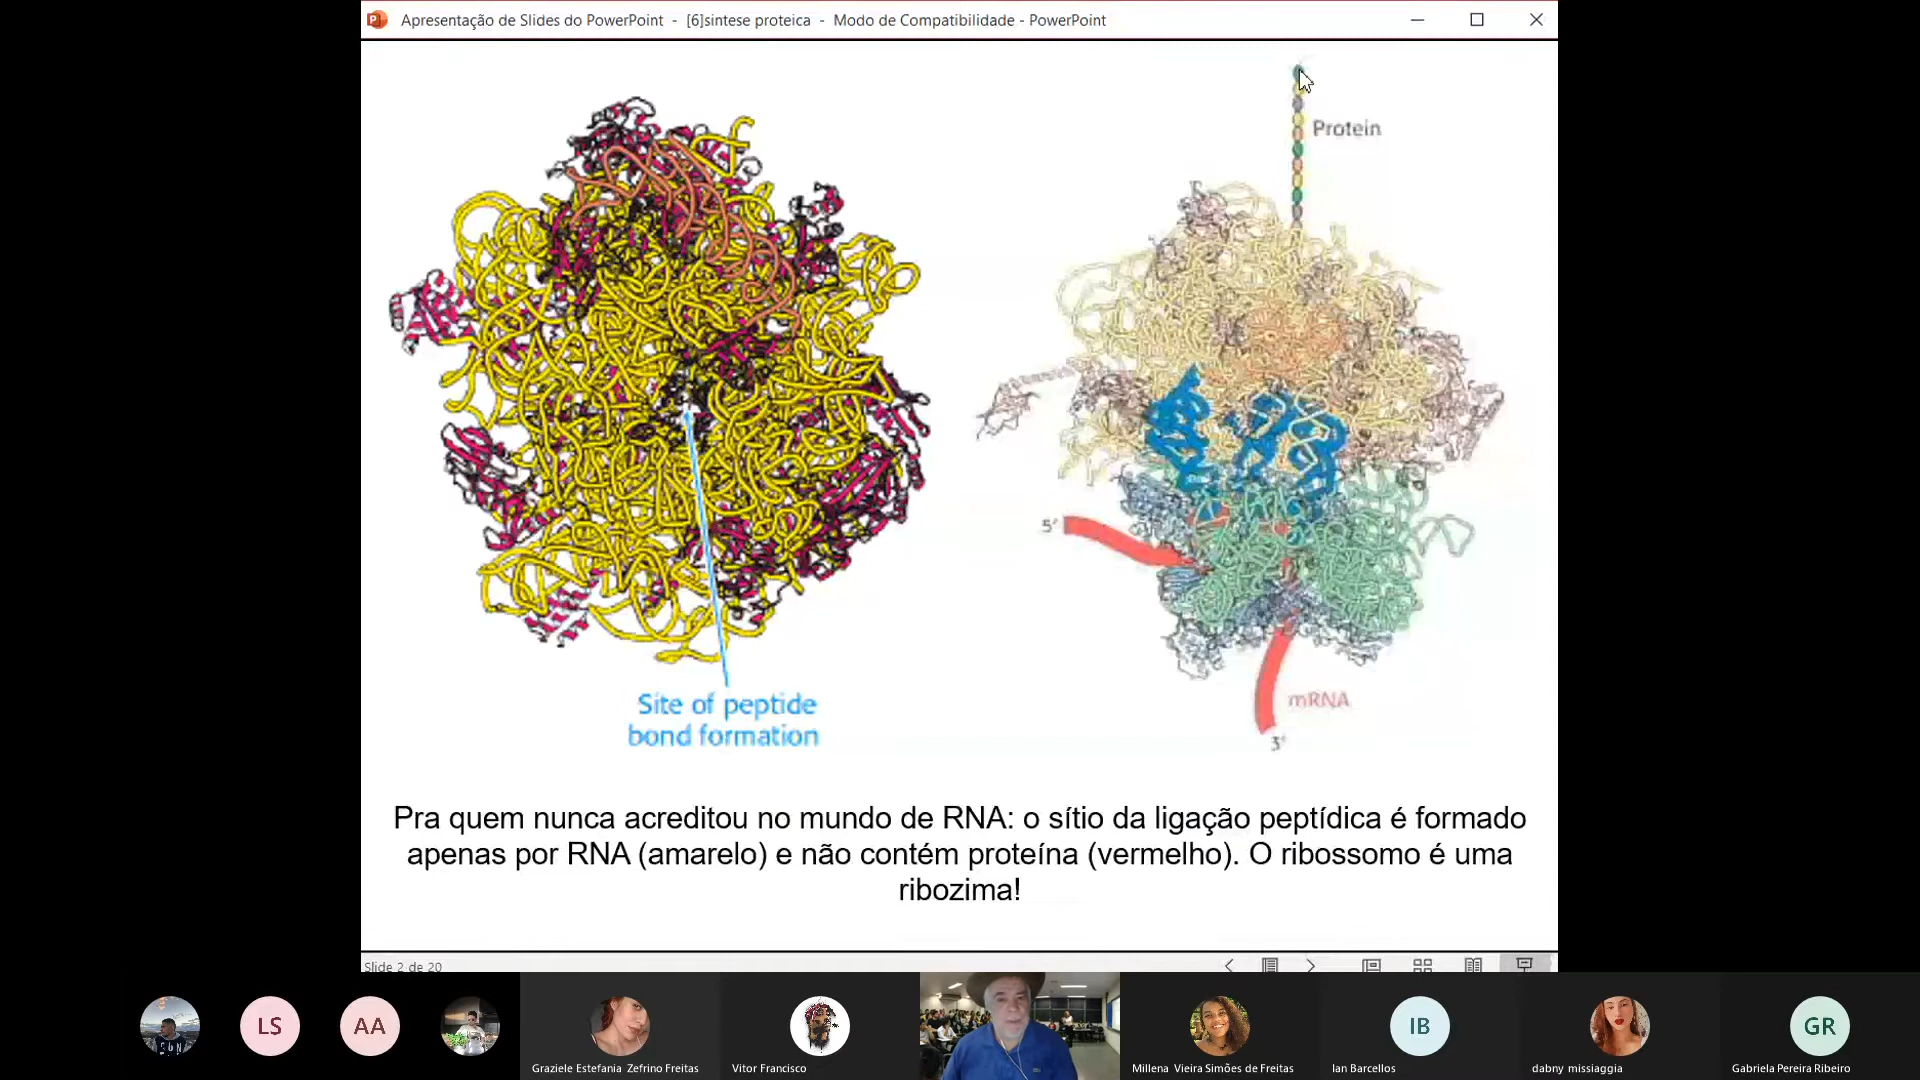 Apresentação de Slides do PowerPoint - [6]sintese proteica - Modo de Compatibilidade - PowerPoint
Protein
5'
mRNA
3'
Site of peptide
bond formation
Pra quem nunca acreditou no mundo de RNA: o sítio da ligação peptídica é formado
apenas por RNA (amarelo) e não contém proteína (vermelho). O ribossomo é uma
ribozima!
Slide 2 de 20
LS
AA
IB
GR
Graziele Estefania Zefrino Freitas
Vitor Francisco
Millena Vieira Simões de Freitas
Ian Barcellos
dabny missiaggia
Gabriela Pereira Ribeiro